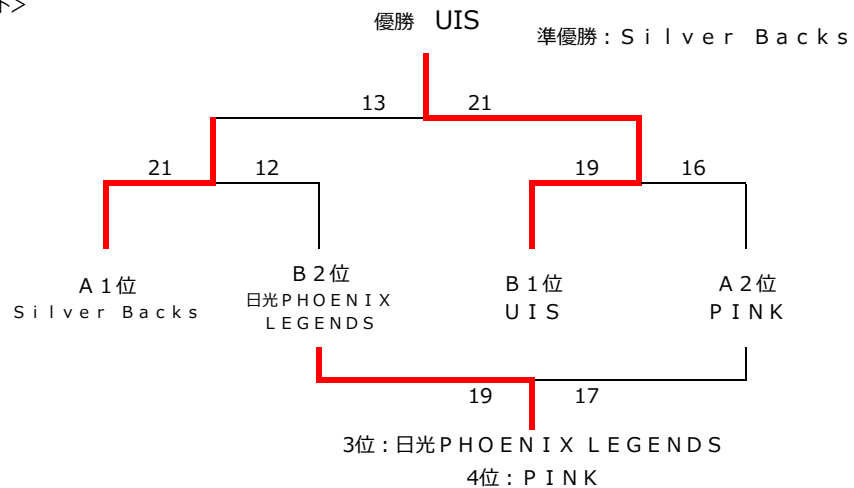 優勝 UIS
準優勝：Ｓｉｌｖｅｒ Ｂａｃｋｓ
13 21
21 12 19 16
Ａ１位
Ｓｉｌｖｅｒ Ｂａｃｋｓ
Ｂ２位
日光ＰＨＯＥＮＩＸ
ＬＥＧＥＮＤＳ
Ｂ１位
ＵＩＳ
Ａ２位
ＰＩＮＫ
19 17
3位：日光ＰＨＯＥＮＩＸ ＬＥＧＥＮＤＳ
4位：ＰＩＮＫ